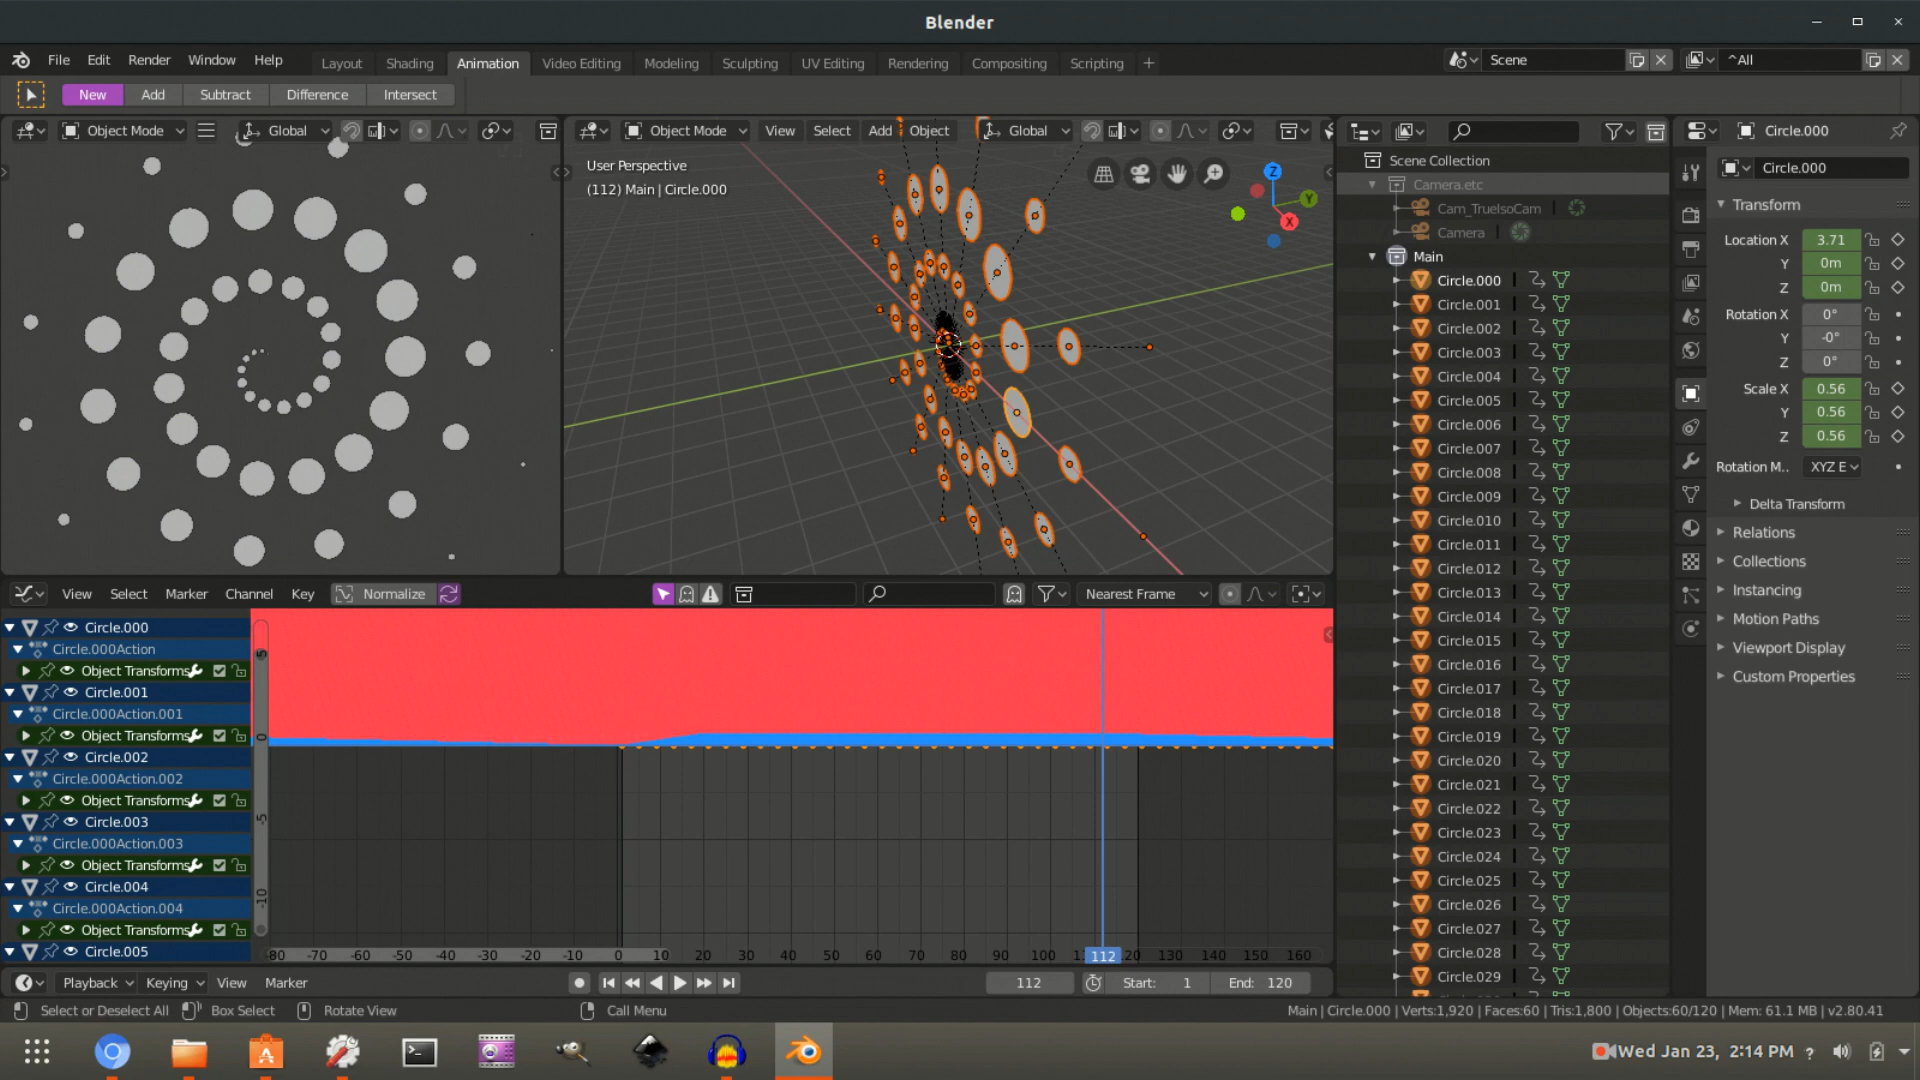 Blender
File Edit Render Window Help Layout Shading Animation Video Editing Modeling Sculpting UV Editing Rendering Compositing Scripting + Scene ^All
New Add Subtract Difference Intersect
Object Mode Global
Object Mode View Select Add Object Global
User Perspective
(112) Main | Circle.000
Z
Y
X
Scene Collection
Camera.etc
Cam_TrueIsoCam
Camera
Main
Circle.000
Circle.001
Circle.002
Circle.003
Circle.004
Circle.005
Circle.006
Circle.007
Circle.008
Circle.009
Circle.010
Circle.011
Circle.012
Circle.013
Circle.014
Circle.015
Circle.016
Circle.017
Circle.018
Circle.019
Circle.020
Circle.021
Circle.022
Circle.023
Circle.024
Circle.025
Circle.026
Circle.027
Circle.028
Circle.029
Circle.000
Circle.000
Transform
Location X 3.71
Y 0m
Z 0m
Rotation X 0°
Y -0°
Z 0°
Scale X 0.56
Y 0.56
Z 0.56
Rotation M.. XYZ E
Delta Transform
Relations
Collections
Instancing
Motion Paths
Viewport Display
Custom Properties
View Select Marker Channel Key Normalize Nearest Frame
Circle.000
Circle.000Action
Object Transforms
Circle.001
Circle.000Action.001
Object Transforms
Circle.002
Circle.000Action.002
Object Transforms
Circle.003
Circle.000Action.003
Object Transforms
Circle.004
Circle.000Action.004
Object Transforms
Circle.005
5
0
-5
-10
-80 -70 -60 -50 -40 -30 -20 -10 0 10 20 30 40 50 60 70 80 90 100 112 130 140 150 160
Playback Keying View Marker 112 Start: 1 End: 120
Select or Deselect All Box Select Rotate View Call Menu Main | Circle.000 | Verts:1,920 | Faces:60 | Tris:1,800 | Objects:60/120 | Mem: 61.1 MB | v2.80.41
Wed Jan 23, 2:14 PM ?